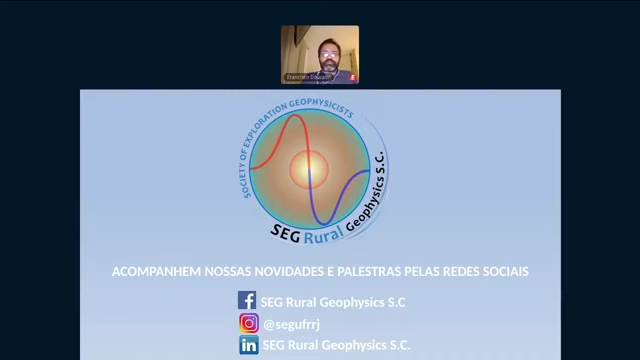 SOCIETY OF EXPLORATION GEOPHYSICISTS
SEG Rural Geophysics S.C.
ACOMPANHEM NOSSAS NOVIDADES E PALESTRAS PELAS REDES SOCIAIS
SEG Rural Geophysics S.C
@segufrrj
SEG Rural Geophysics S.C.